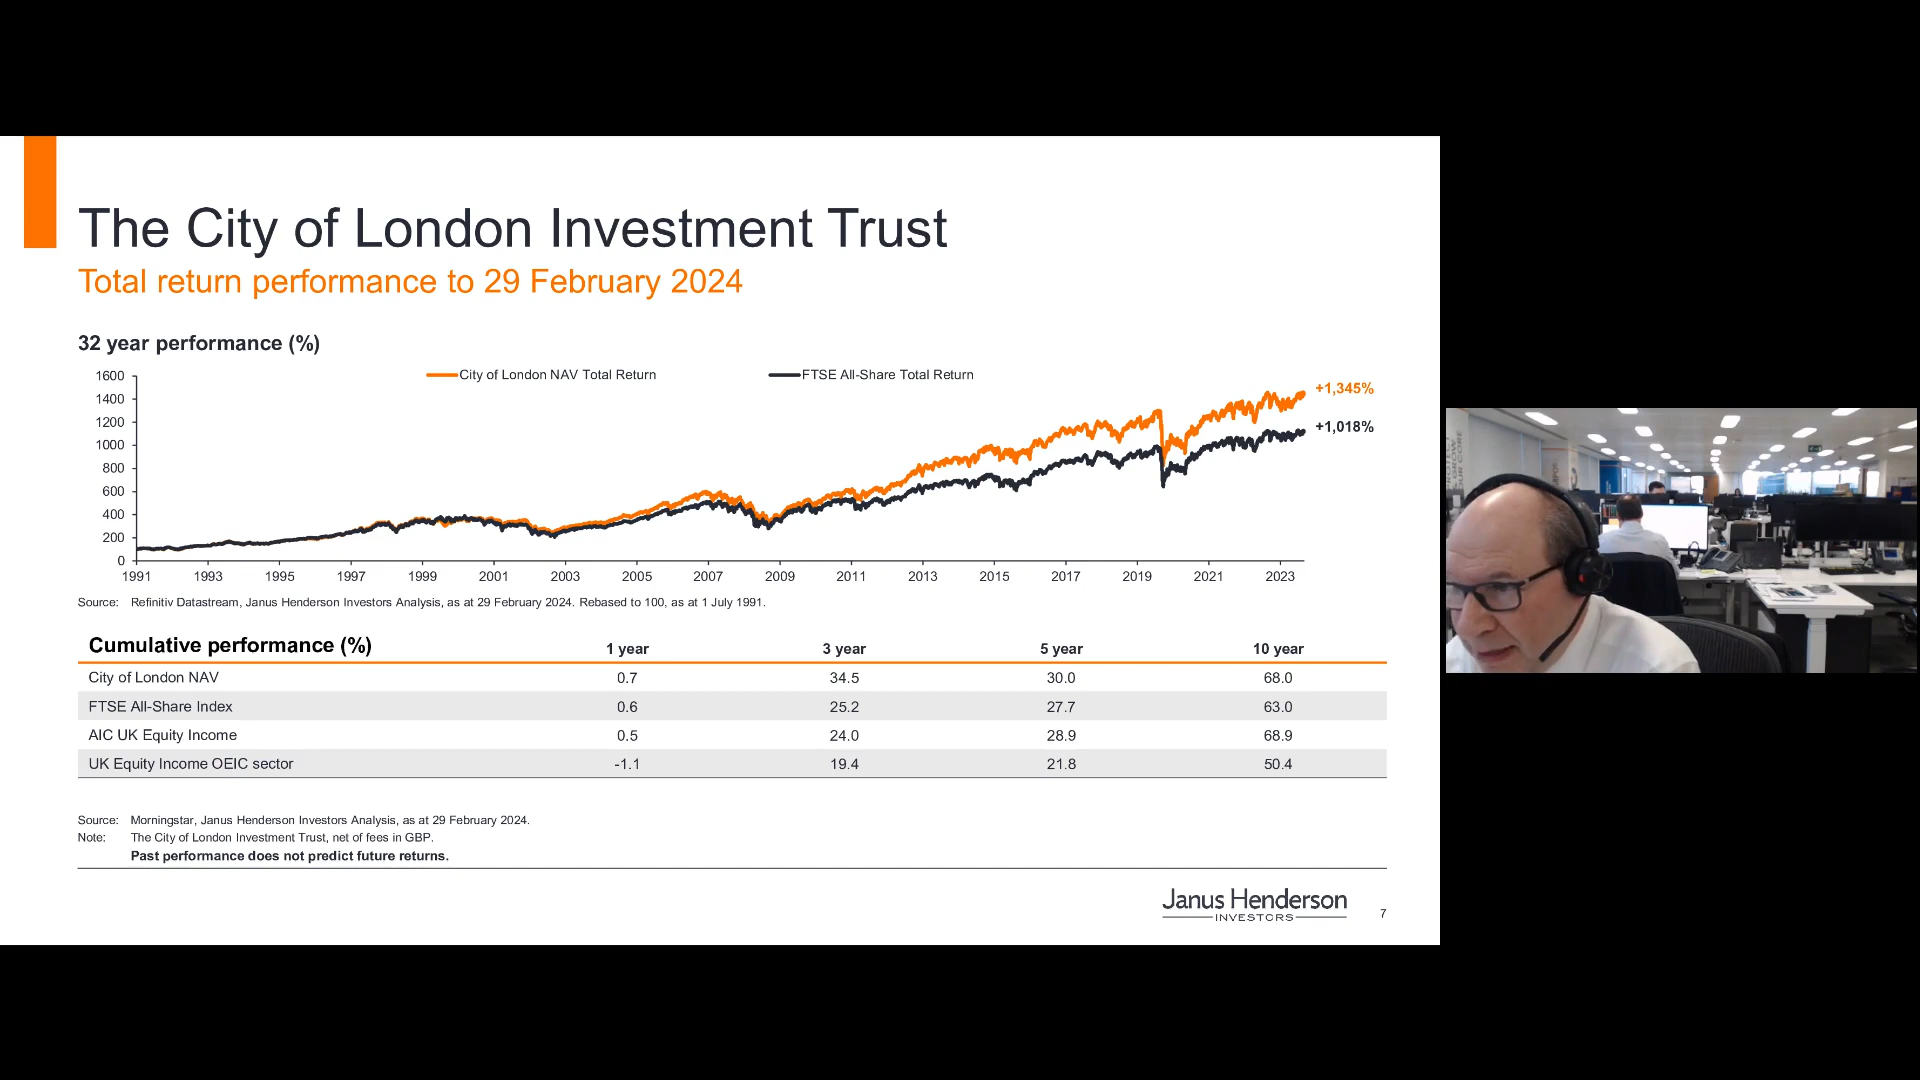 The City of London Investment Trust
Total return performance to 29 February 2024
32 year performance (%)
City of London NAV Total Return FTSE All-Share Total Return
1600
1400
1200
1000
800
600
400
200
0
+1,345%
+1,018%
1991 1993 1995 1997 1999 2001 2003 2005 2007 2009 2011 2013 2015 2017 2019 2021 2023
Source: Refinitiv Datastream, Janus Henderson Investors Analysis, as at 29 February 2024. Rebased to 100, as at 1 July 1991.
Cumulative performance (%) 1 year 3 year 5 year 10 year
City of London NAV 0.7 34.5 30.0 68.0
FTSE All-Share Index 0.6 25.2 27.7 63.0
AIC UK Equity Income 0.5 24.0 28.9 68.9
UK Equity Income OEIC sector -1.1 19.4 21.8 50.4
Source: Morningstar, Janus Henderson Investors Analysis, as at 29 February 2024.
Note: The City of London Investment Trust, net of fees in GBP.
Past performance does not predict future returns.
Janus Henderson
INVESTORS
7